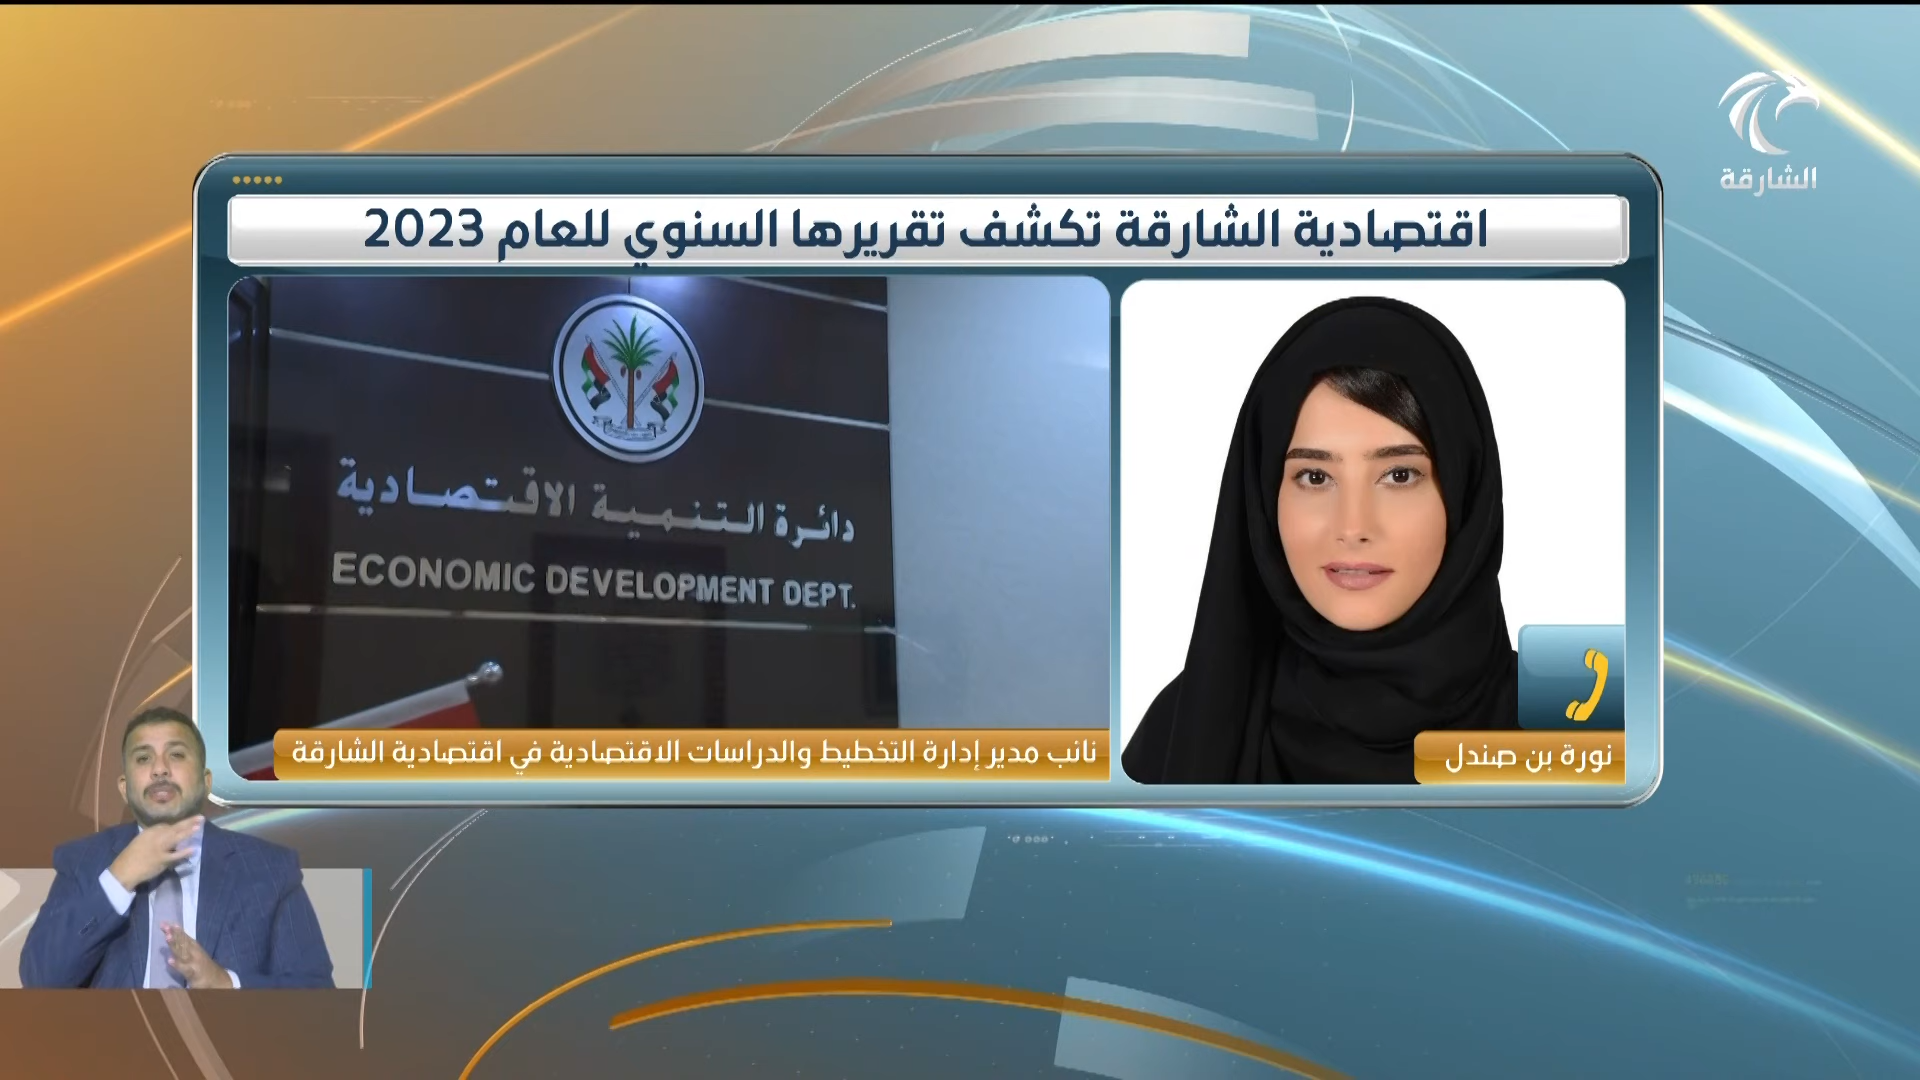 الشارقة
اقتصادية الشارقة تكشف تقريرها السنوي للعام 2023
دائرة التنمية الاقتصادية
ECONOMIC DEVELOPMENT DEPT.
نورة بن صندل
نائب مدير إدارة التخطيط والدراسات الاقتصادية في اقتصادية الشارقة